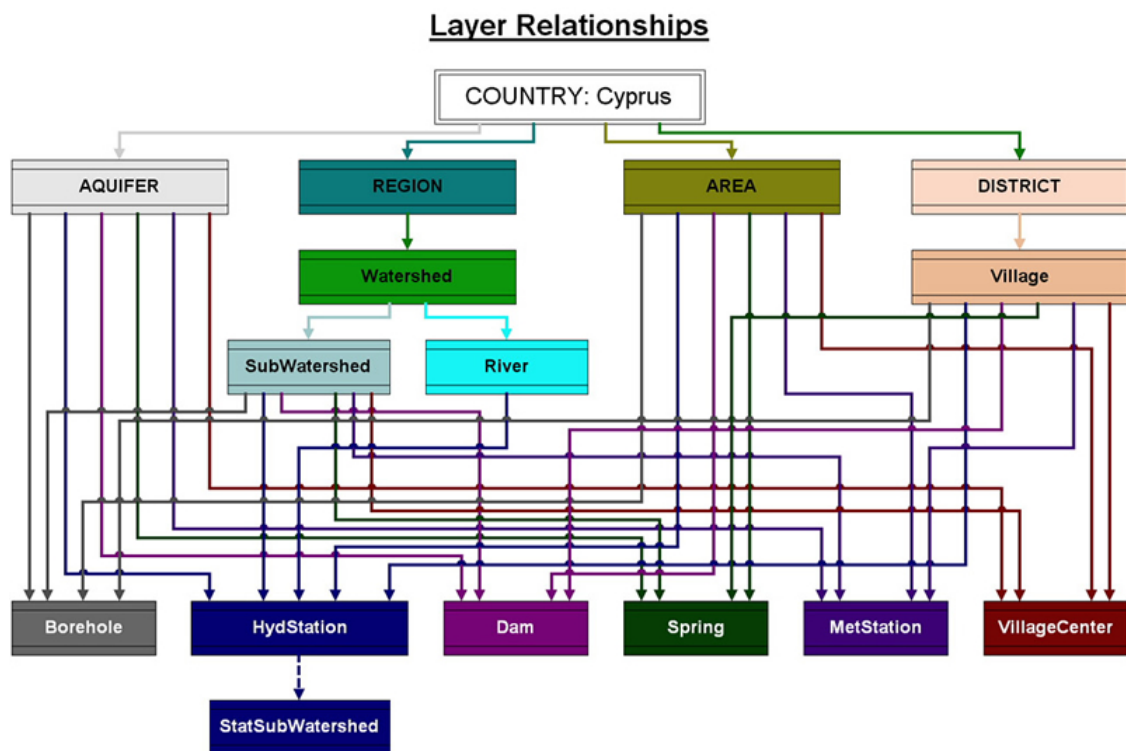 Layer Relationships
COUNTRY: Cyprus
AQUIFER
REGION
AREA
DISTRICT
Watershed
Village
SubWatershed
River
Borehole
HydStation
Dam
Spring
MetStation
VillageCenter
StatSubWatershed